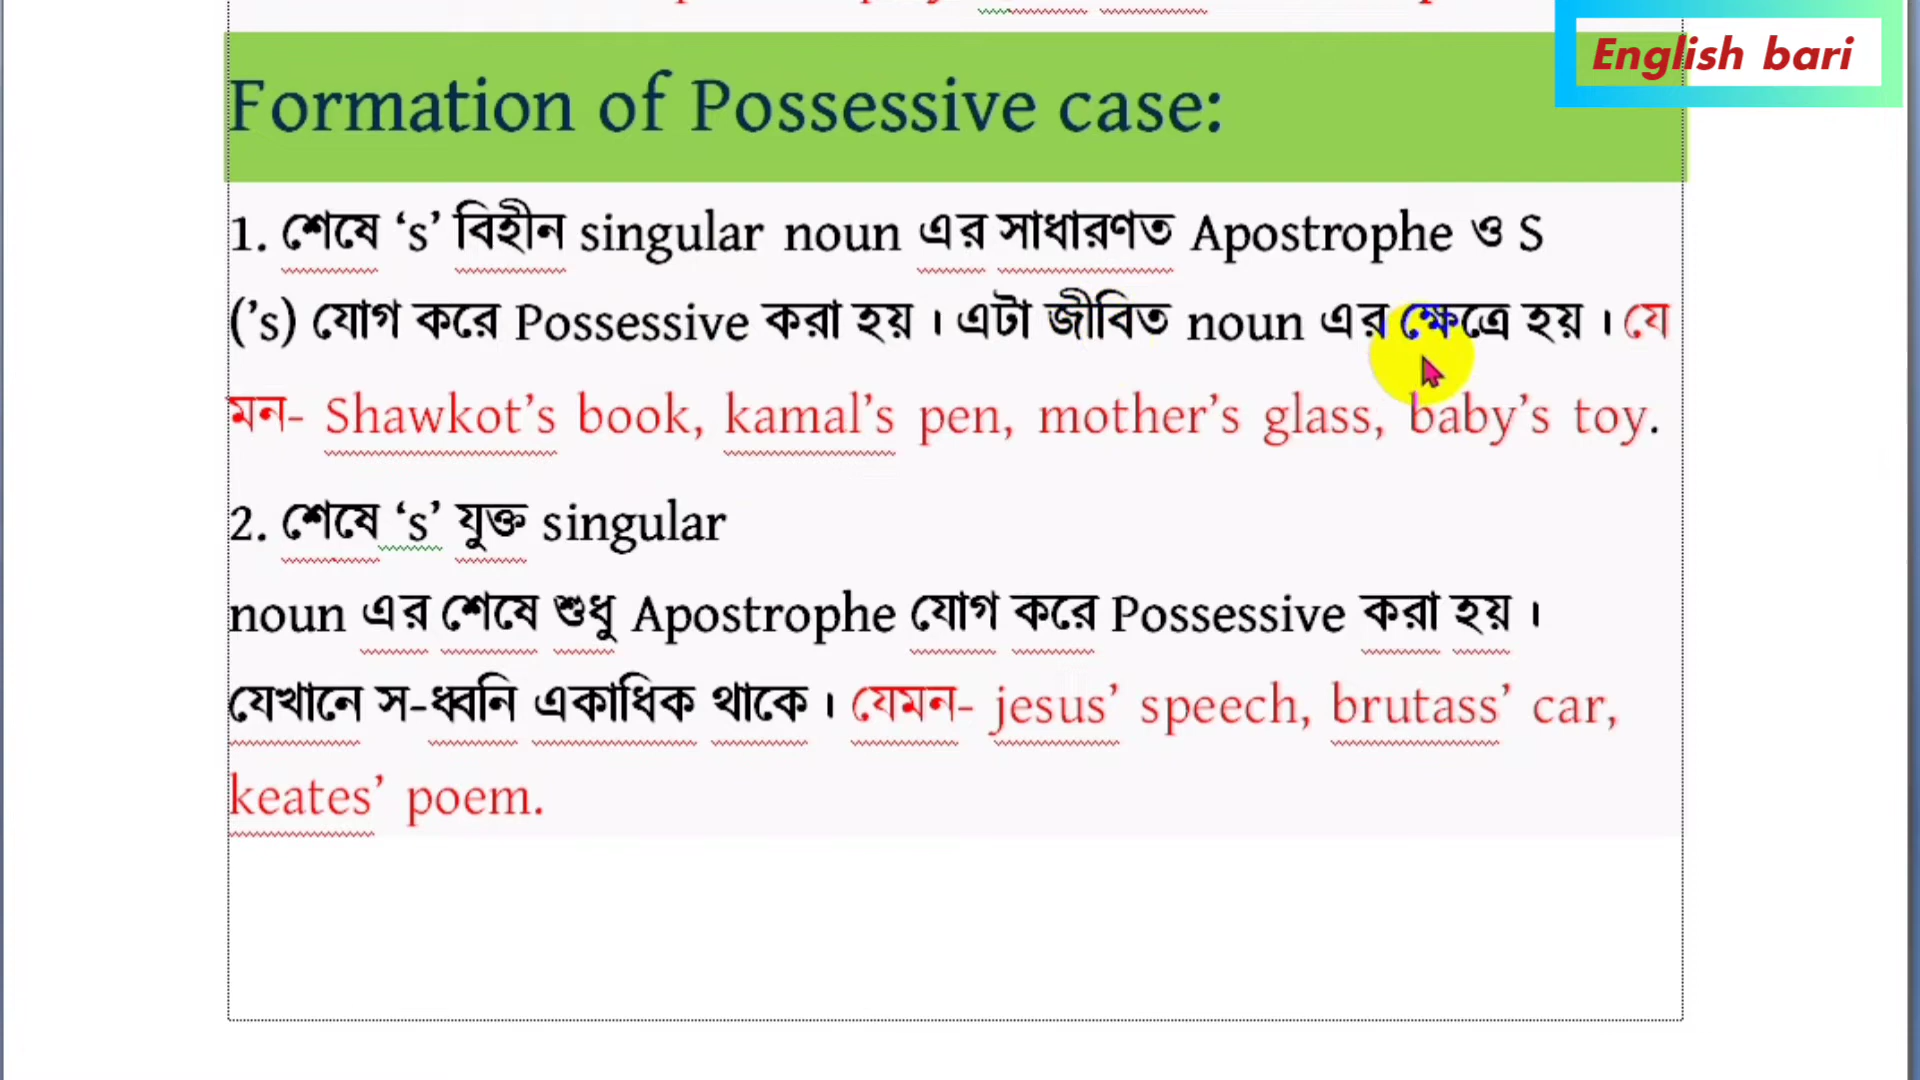 English bari
Formation of Possessive case:
1. শেষে ‘s’ বিহীন singular noun এর সাধারণত Apostrophe ও S
(’s) যোগ করে Possessive করা হয় । এটা জীবিত noun এর ক্ষেত্রে হয় । যে
মন- Shawkot’s book, kamal’s pen, mother’s glass, baby’s toy.
2. শেষে ‘s’ যুক্ত singular
noun এর শেষে শুধু Apostrophe যোগ করে Possessive করা হয় ।
যেখানে স-ধ্বনি একাধিক থাকে । যেমন- jesus’ speech, brutass’ car,
keates’ poem.